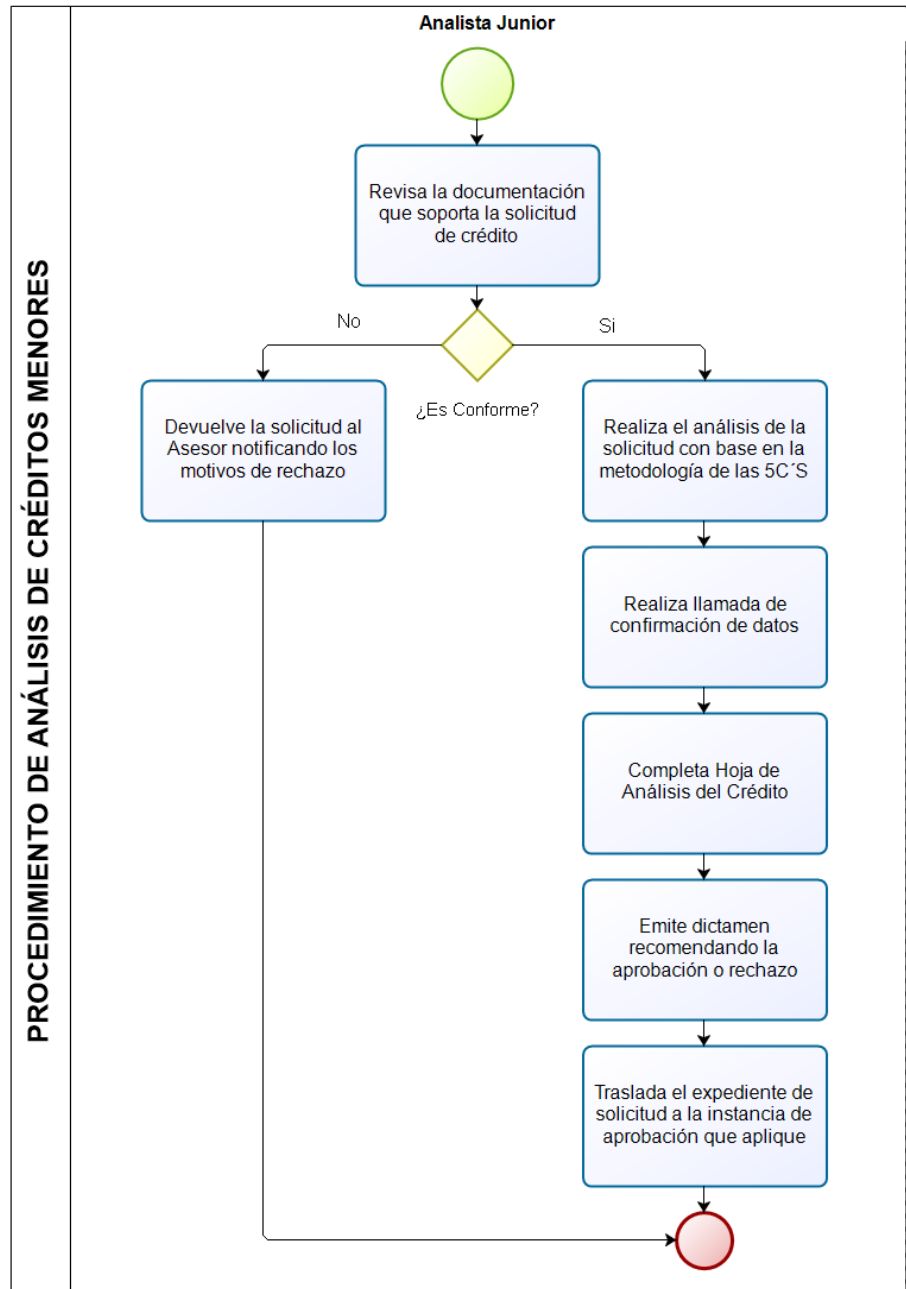 PROCEDIMIENTO DE ANÁLISIS DE CRÉDITOS MENORES
Analista Junior
Revisa la documentación
que soporta la solicitud
de crédito
No
Si
¿Es Conforme?
Devuelve la solicitud al
Asesor notificando los
motivos de rechazo
Realiza el análisis de la
solicitud con base en la
metodología de las 5C´S
Realiza llamada de
confirmación de datos
Completa Hoja de
Análisis del Crédito
Emite dictamen
recomendando la
aprobación o rechazo
Traslada el expediente de
solicitud a la instancia de
aprobación que aplique